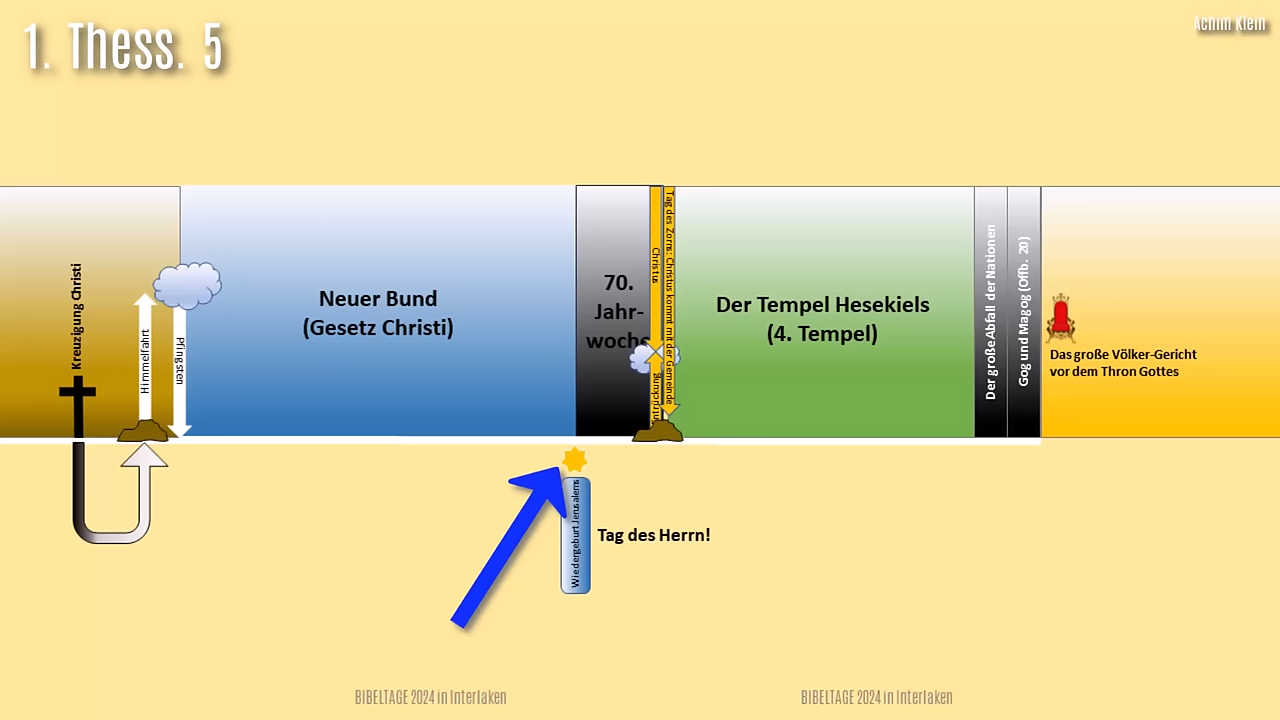 1. Thess. 5
Achim Klein
Kreuzigung Christi
Himmelfahrt
Pfingsten
Neuer Bund
(Gesetz Christi)
70.
Jahr-
woche
Christus
Entrückung
Tag des Zorns: Christus kommt mit der Gemeinde
Der Tempel Hesekiels
(4. Tempel)
Der große Abfall der Nationen
Gog und Magog (Offb. 20)
Das große Völker-Gericht
vor dem Thron Gottes
Wiedergeburt Jerusalems
Tag des Herrn!
BIBELTAGE 2024 in Interlaken
BIBELTAGE 2024 in Interlaken